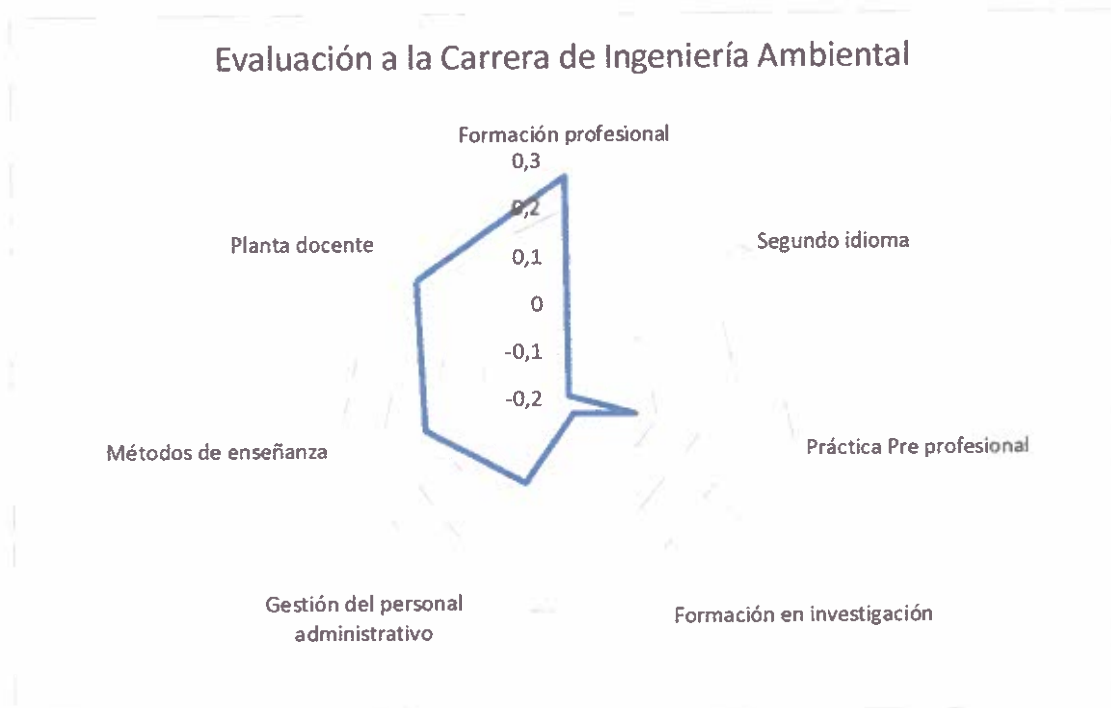 Evaluación a la Carrera de Ingeniería Ambiental
Formación profesional
0,3
0,2
0,1
0
-0,1
-0,2
Segundo idioma
Práctica Pre profesional
Formación en investigación
Gestión del personal
administrativo
Métodos de enseñanza
Planta docente